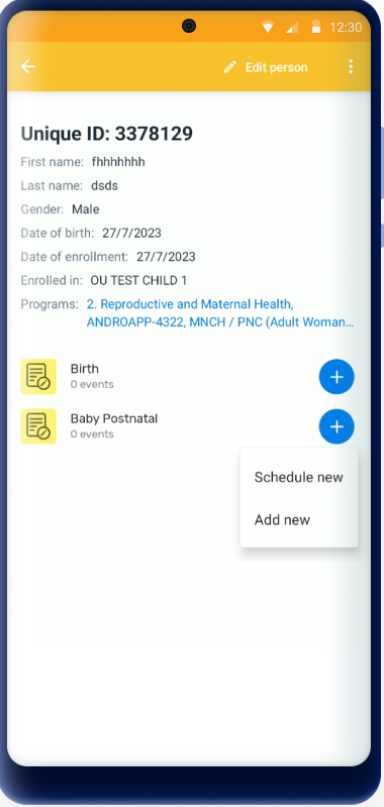 12:30
Edit person
Unique ID: 3378129
First name: fhhhhhhh
Last name: dsds
Gender: Male
Date of birth: 27/7/2023
Date of enrollment: 27/7/2023
Enrolled in: OU TEST CHILD 1
Programs: 2. Reproductive and Maternal Health,
ANDROAPP-4322, MNCH / PNC (Adult Woman...
Birth
0 events
Baby Postnatal
0 events
Schedule new
Add new